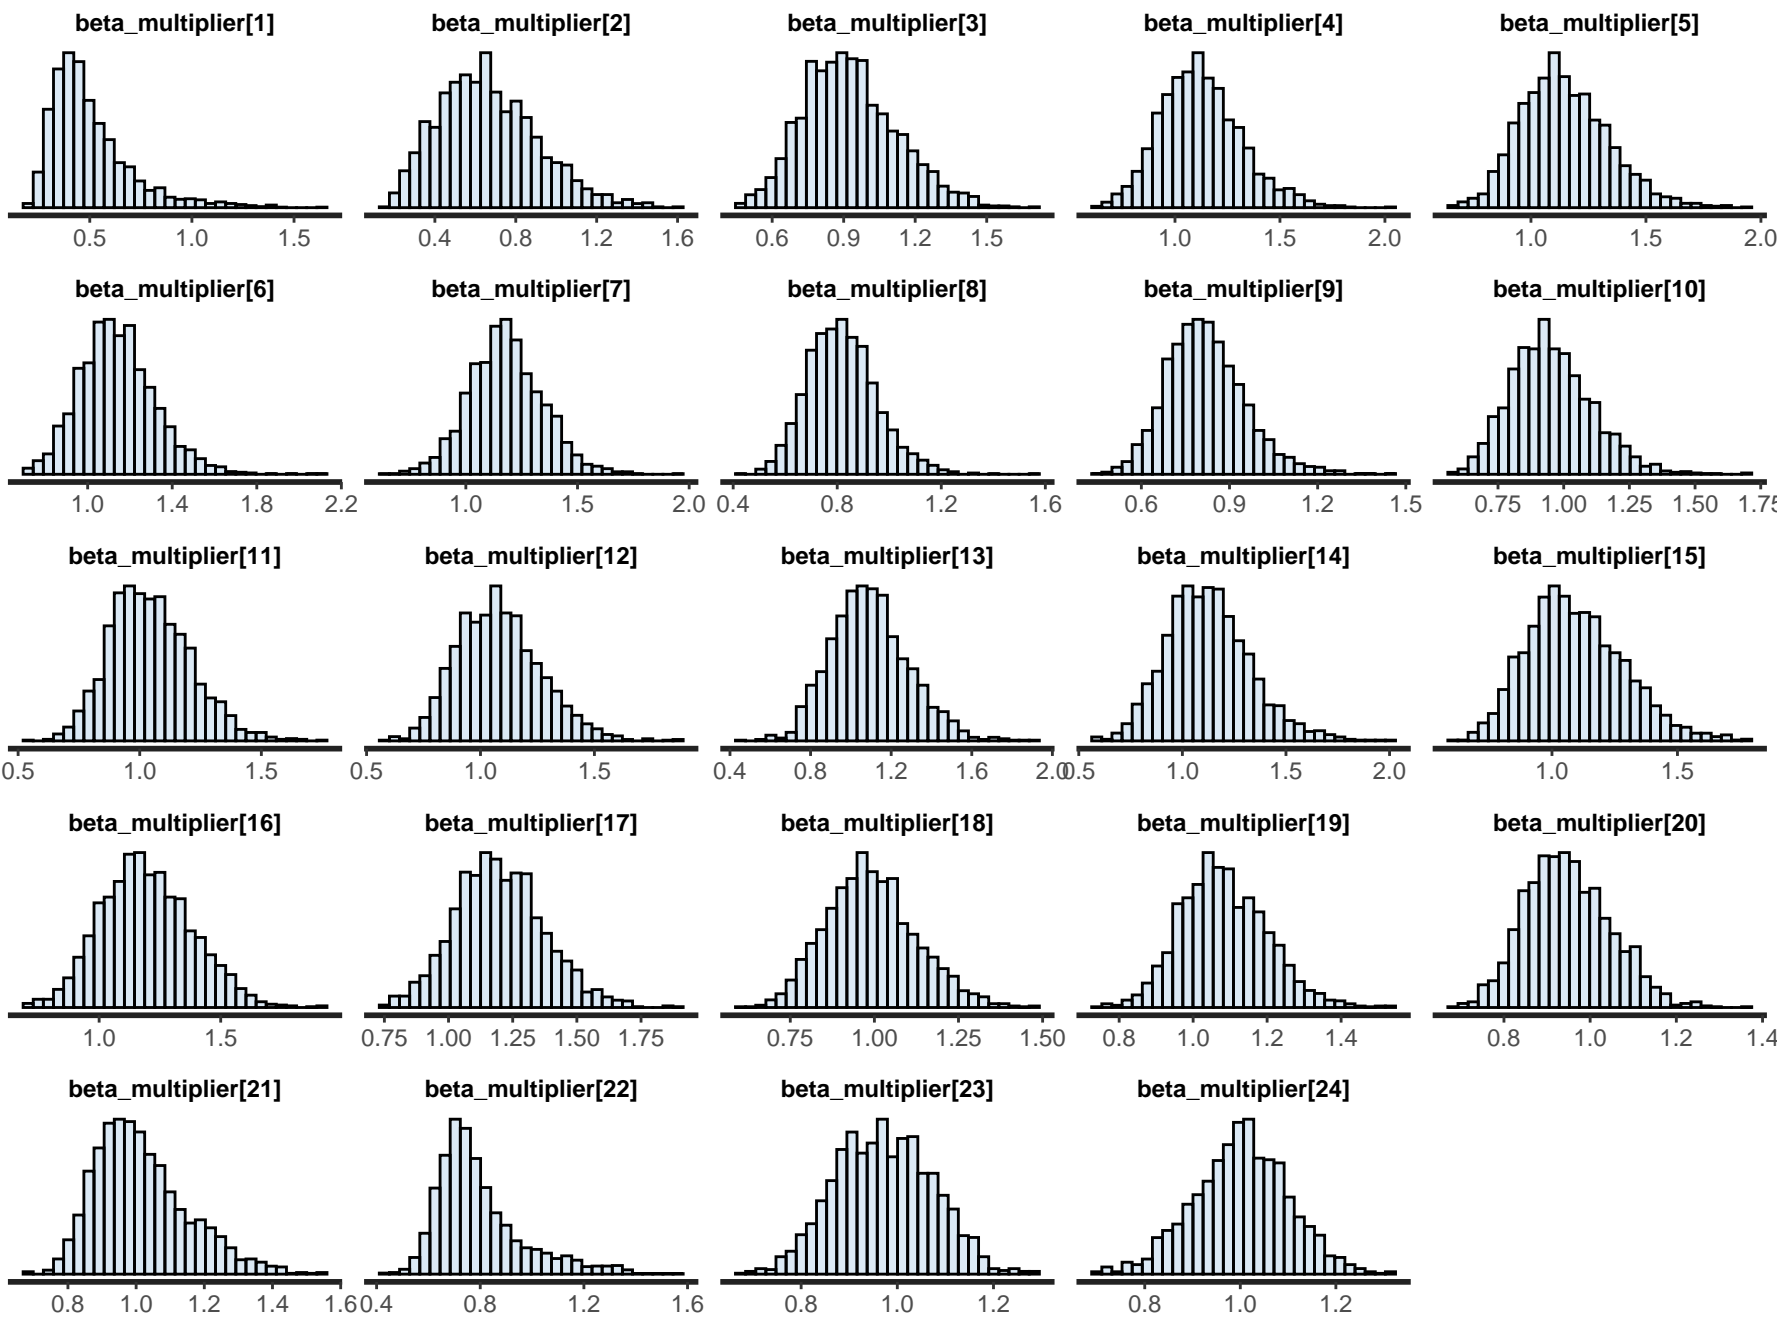 beta_multiplier[1] beta_multiplier[2] beta_multiplier[3] beta_multiplier[4] beta_multiplier[5]
0.5 1.0 1.5 0.4 0.8 1.2 1.6 0.6 0.9 1.2 1.5 1.0 1.5 2.0 1.0 1.5 2.0
beta_multiplier[6] beta_multiplier[7] beta_multiplier[8] beta_multiplier[9] beta_multiplier[10]
1.0 1.4 1.8 2.2 1.0 1.5 2.0 0.4 0.8 1.2 1.6 0.6 0.9 1.2 1.5 0.75 1.00 1.25 1.50 1.75
beta_multiplier[11] beta_multiplier[12] beta_multiplier[13] beta_multiplier[14] beta_multiplier[15]
0.5 1.0 1.5 0.5 1.0 1.5 0.4 0.8 1.2 1.6 2.0 0.5 1.0 1.5 2.0 1.0 1.5
beta_multiplier[16] beta_multiplier[17] beta_multiplier[18] beta_multiplier[19] beta_multiplier[20]
1.0 1.5 0.75 1.00 1.25 1.50 1.75 0.75 1.00 1.25 1.50 0.8 1.0 1.2 1.4 0.8 1.0 1.2 1.4
beta_multiplier[21] beta_multiplier[22] beta_multiplier[23] beta_multiplier[24]
0.8 1.0 1.2 1.4 1.6 0.4 0.8 1.2 1.6 0.8 1.0 1.2 0.8 1.0 1.2